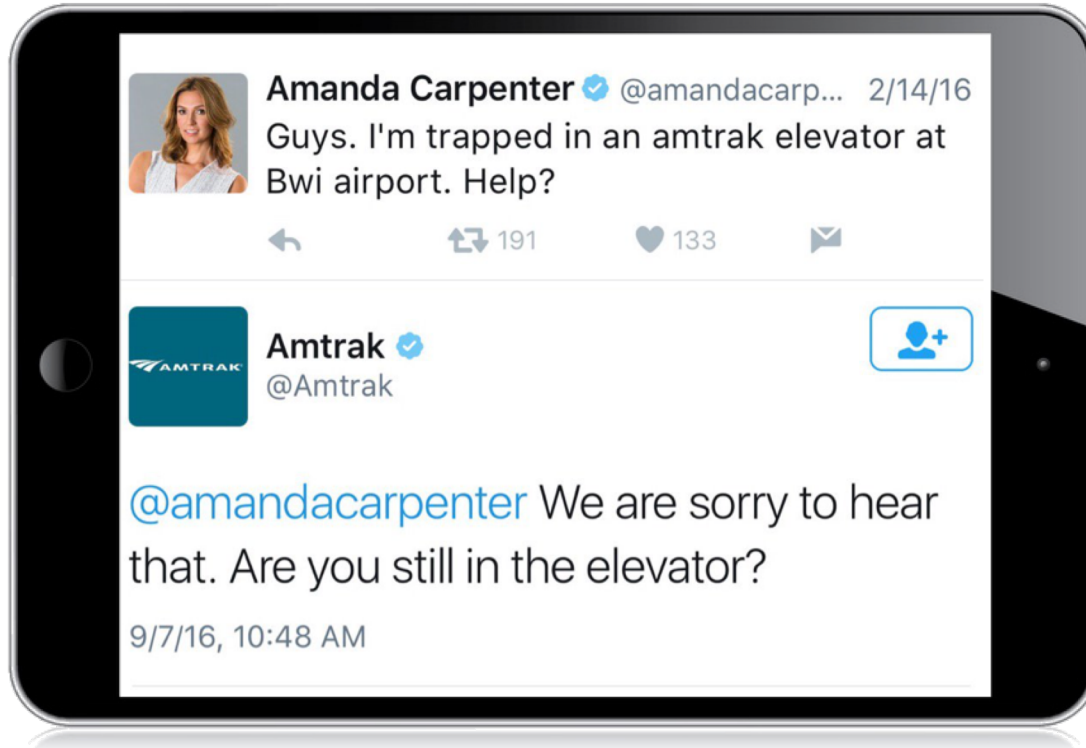 Amanda Carpenter @amandacarp... 2/14/16
Guys. I'm trapped in an amtrak elevator at
Bwi airport. Help?
191 133
AMTRAK
Amtrak
@Amtrak
@amandacarpenter We are sorry to hear
that. Are you still in the elevator?
9/7/16, 10:48 AM